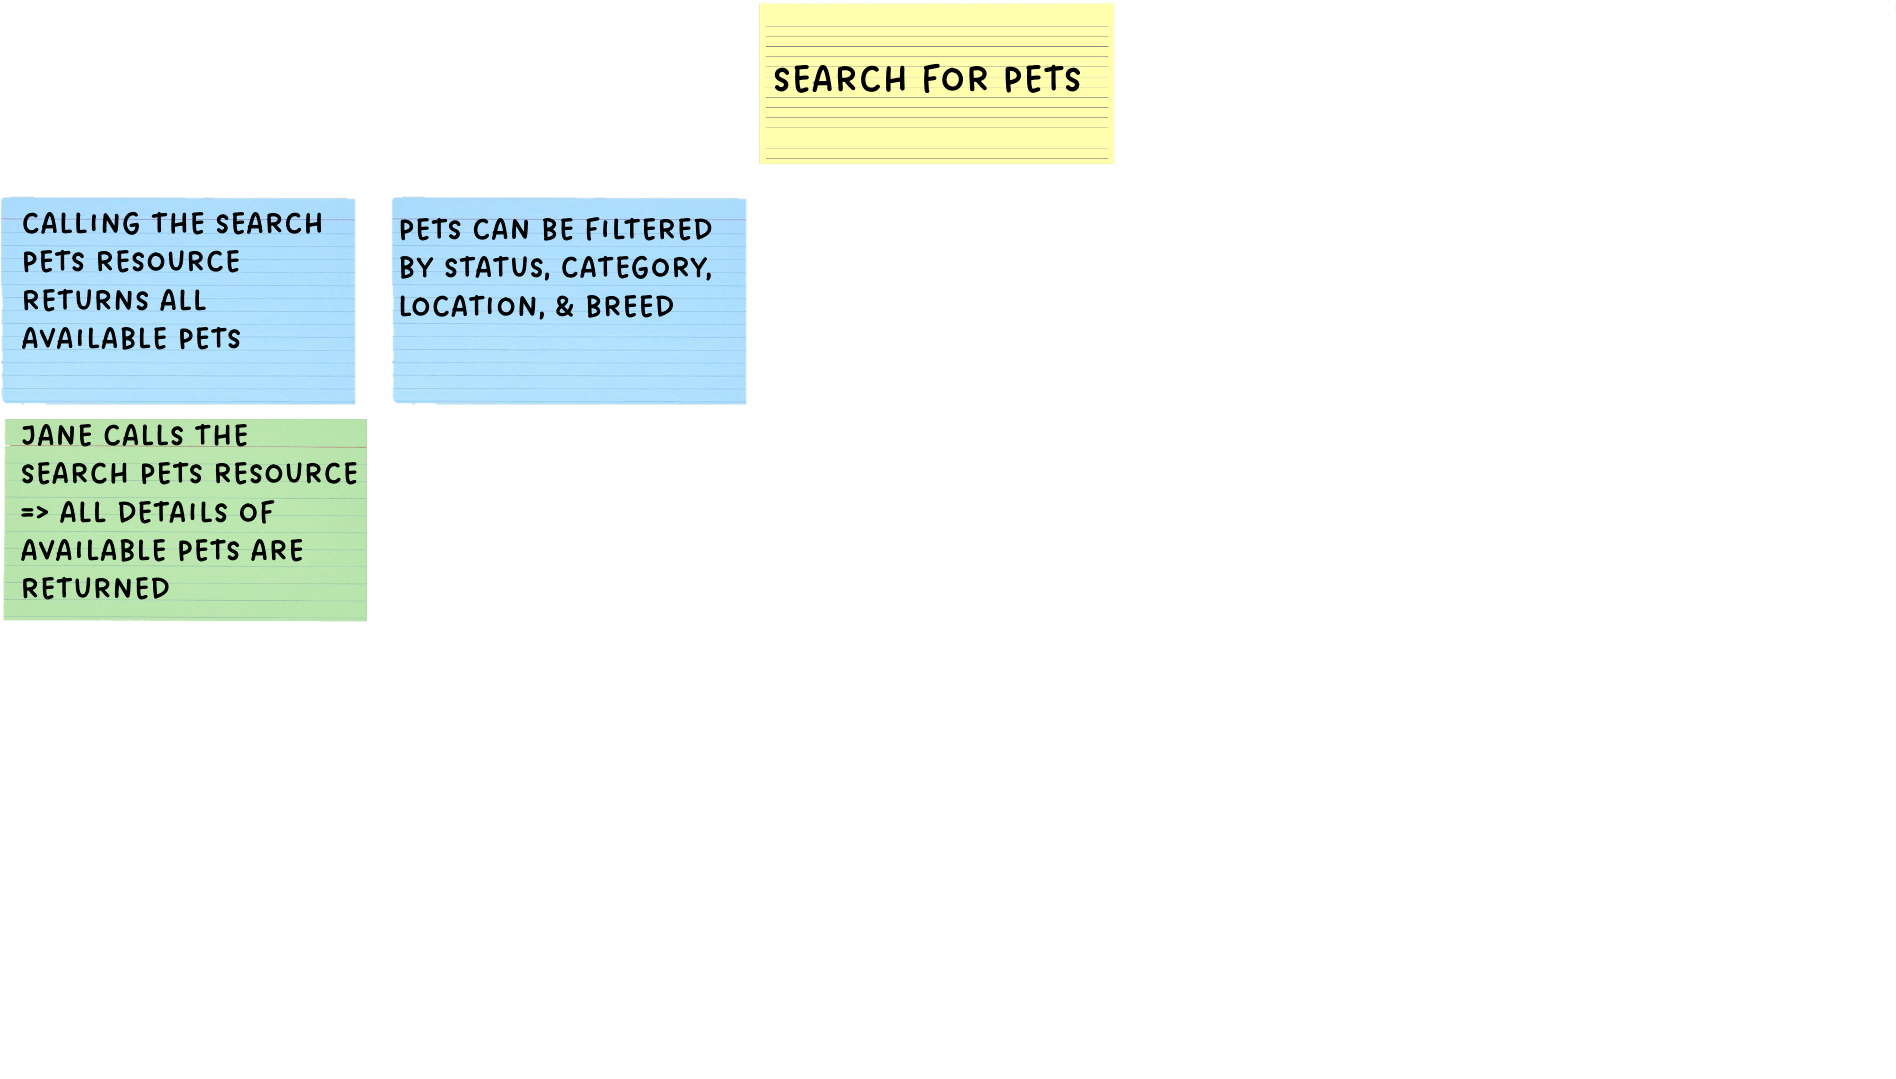 SEARCH FOR PETS
CALLING THE SEARCH
PETS RESOURCE
RETURNS ALL
AVAILABLE PETS
PETS CAN BE FILTERED
BY STATUS, CATEGORY,
LOCATION, & BREED
JANE CALLS THE
SEARCH PETS RESOURCE
=> ALL DETAILS OF
AVAILABLE PETS ARE
RETURNED